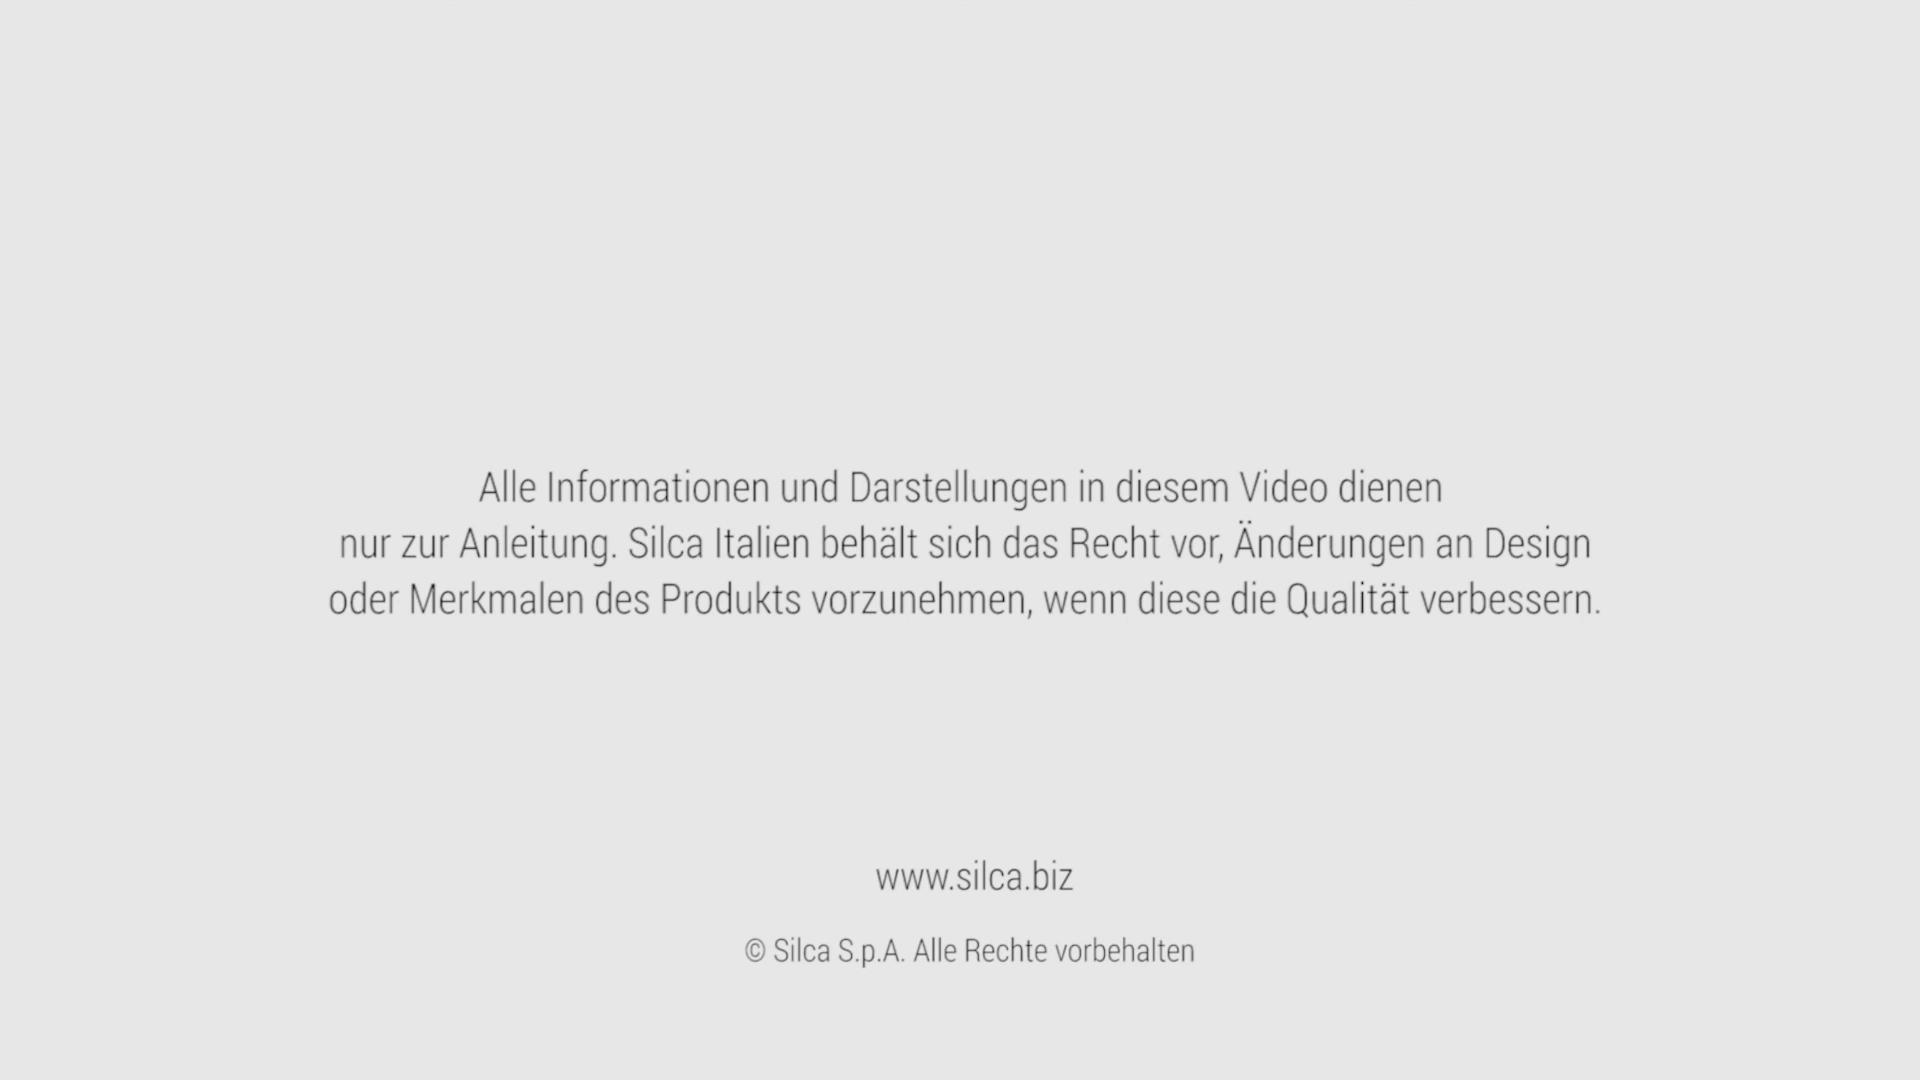 Alle Informationen und Darstellungen in diesem Video dienen
nur zur Anleitung. Silca Italien behält sich das Recht vor, Änderungen an Design
oder Merkmalen des Produkts vorzunehmen, wenn diese die Qualität verbessern.
www.silca.biz
© Silca S.p.A. Alle Rechte vorbehalten